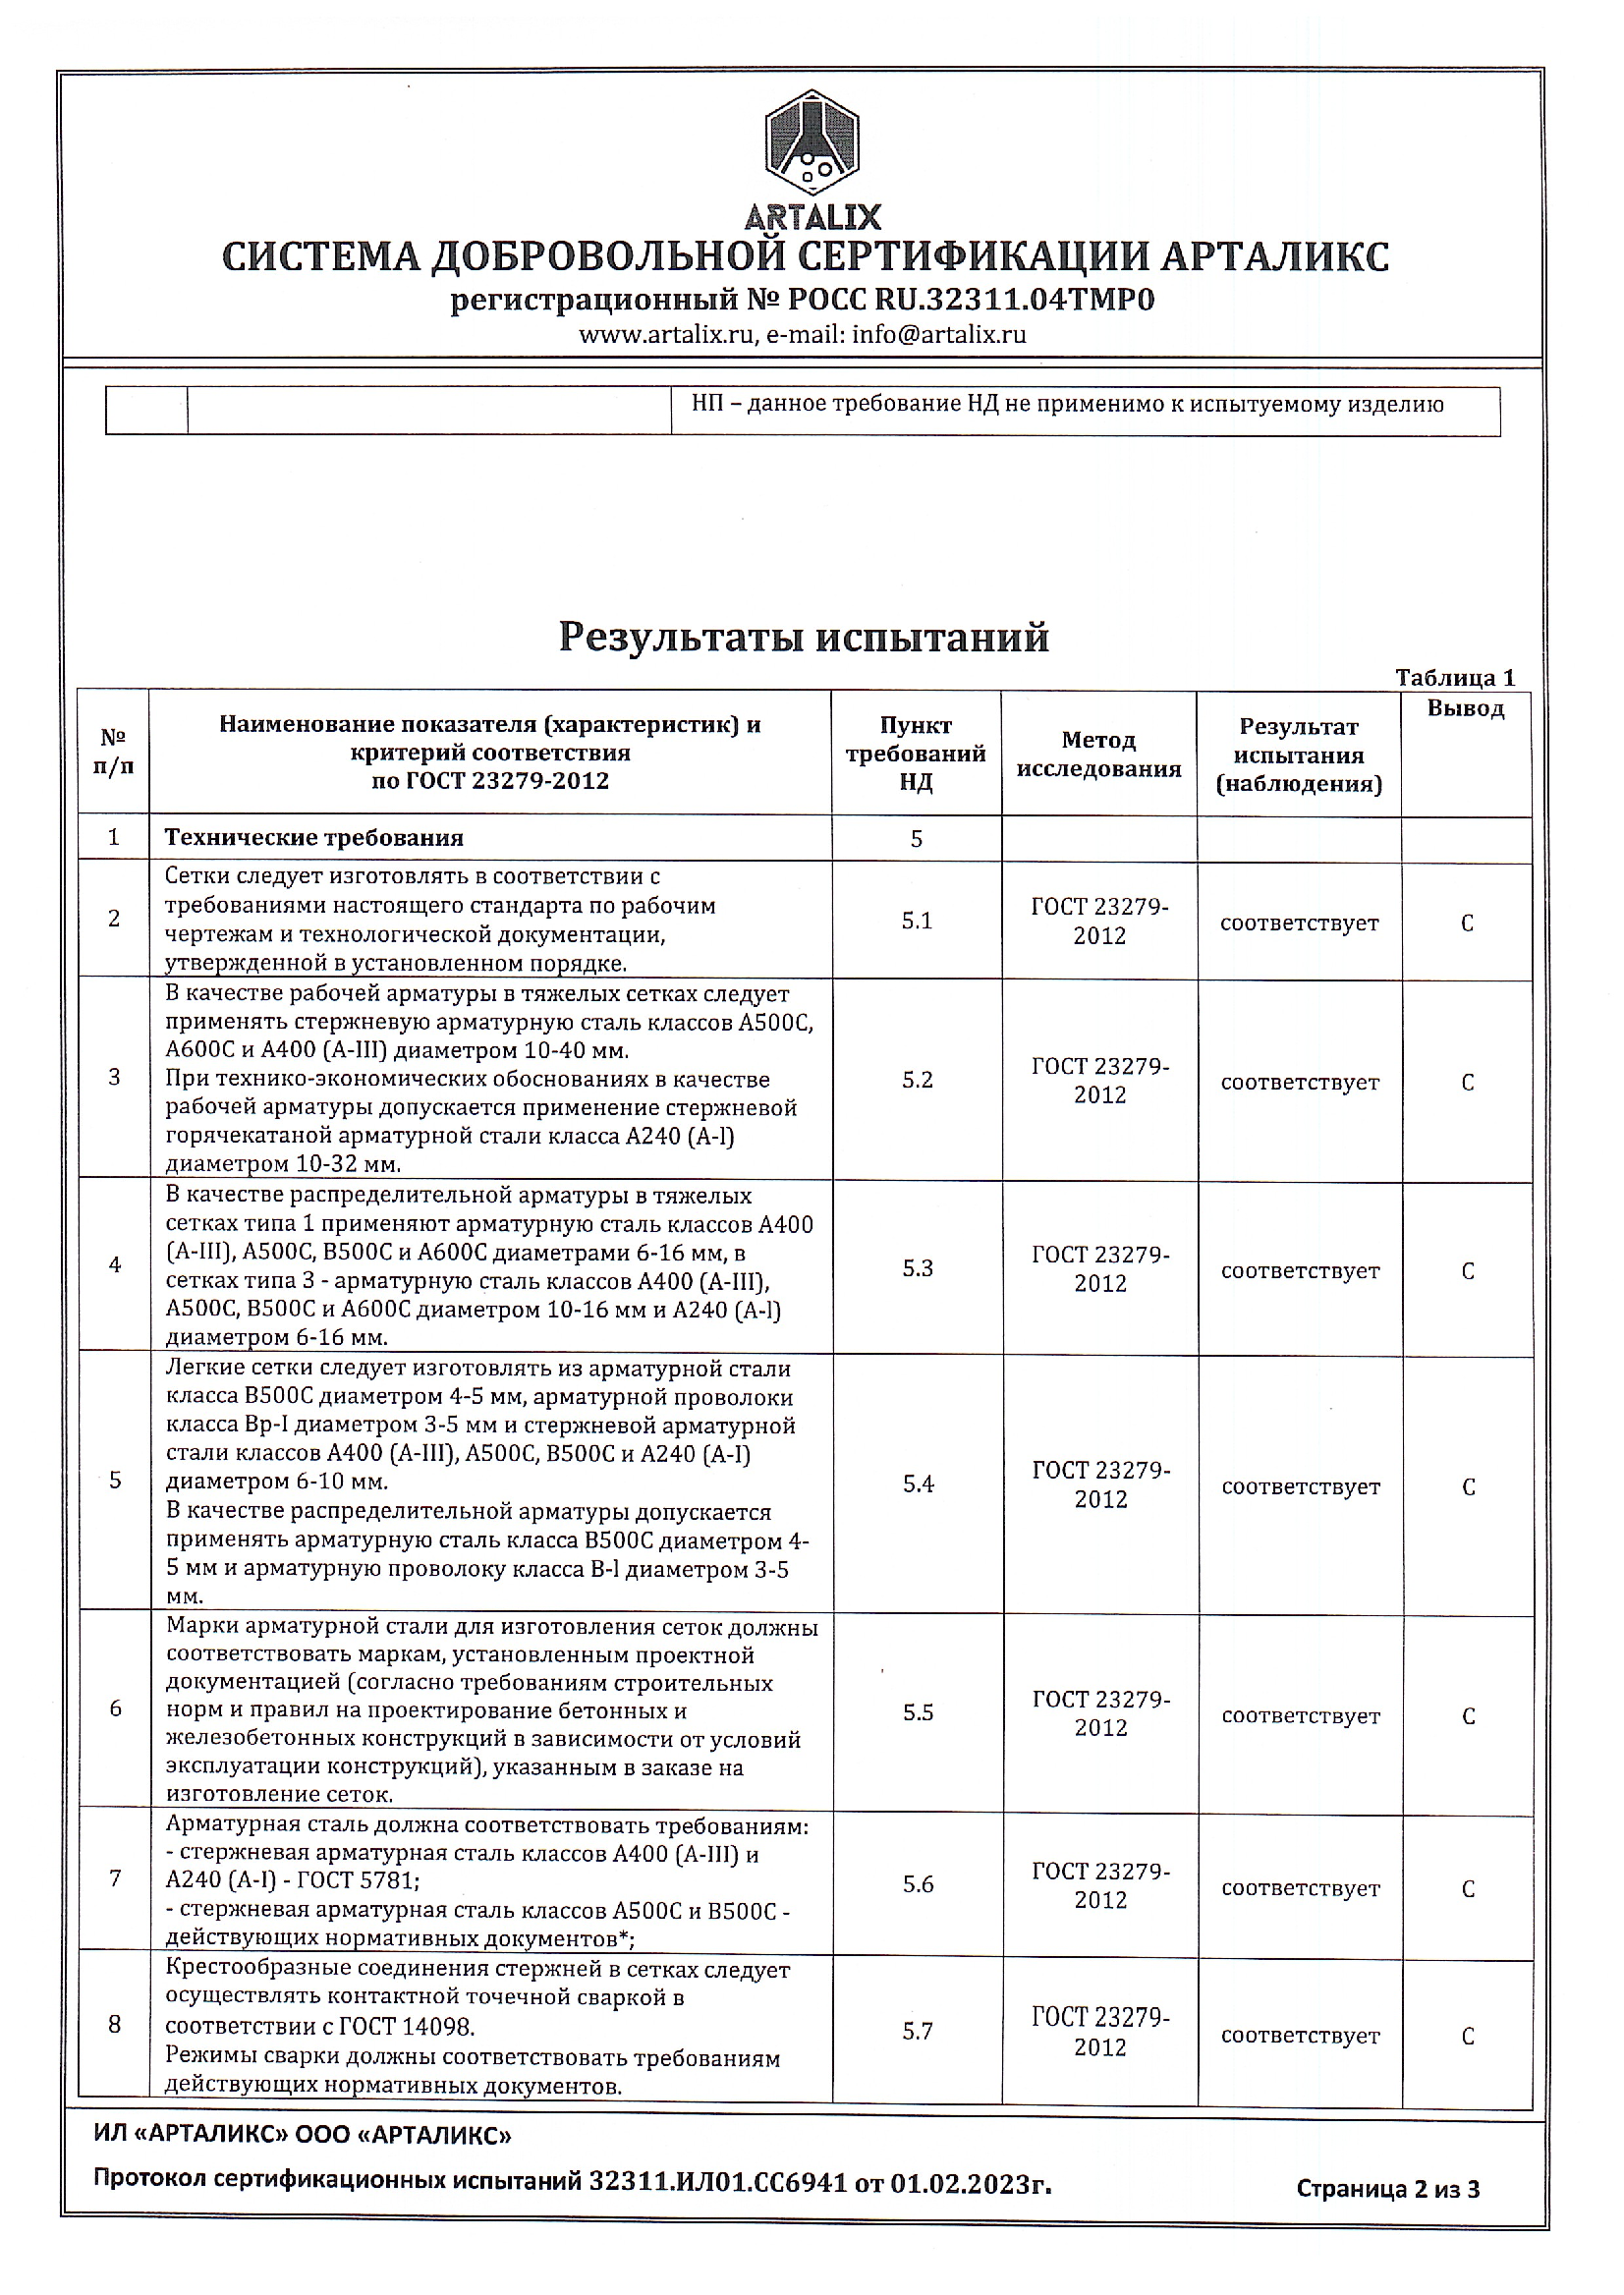 ARTALIX
СИСТЕМА ДОБРОВОЛЬНОЙ СЕРТИФИКАЦИИ АРТАЛИКС
регистрационный № РОСС RU.32311.04ТМР0
www.artalix.ru, e-mail: info@artalix.ru
НП – данное требование НД не применимо к испытуемому изделию
Результаты испытаний
Таблица 1
№
п/п
Наименование показателя (характеристик) и
критерий соответствия
по ГОСТ 23279-2012
Пункт
требований
НД
Метод
исследования
Результат
испытания
(наблюдения)
Вывод
1
Технические требования
5
2
Сетки следует изготовлять в соответствии с
требованиями настоящего стандарта по рабочим
чертежам и технологической документации,
утвержденной в установленном порядке.
5.1
ГОСТ 23279-
2012
соответствует
С
3
В качестве рабочей арматуры в тяжелых сетках следует
применять стержневую арматурную сталь классов А500С,
А600С и А400 (А-III) диаметром 10-40 мм.
При технико-экономических обоснованиях в качестве
рабочей арматуры допускается применение стержневой
горячекатаной арматурной стали класса А240 (А-l)
диаметром 10-32 мм.
5.2
ГОСТ 23279-
2012
соответствует
С
4
В качестве распределительной арматуры в тяжелых
сетках типа 1 применяют арматурную сталь классов А400
(А-III), А500С, В500С и А600С диаметрами 6-16 мм, в
сетках типа 3 - арматурную сталь классов А400 (А-III),
А500С, В500С и А600С диаметром 10-16 мм и А240 (А-l)
диаметром 6-16 мм.
5.3
ГОСТ 23279-
2012
соответствует
С
5
Легкие сетки следует изготовлять из арматурной стали
класса В500С диаметром 4-5 мм, арматурной проволоки
класса Вр-I диаметром 3-5 мм и стержневой арматурной
стали классов А400 (А-III), А500С, В500С и А240 (А-I)
диаметром 6-10 мм.
В качестве распределительной арматуры допускается
применять арматурную сталь класса В500С диаметром 4-
5 мм и арматурную проволоку класса В-l диаметром 3-5
мм.
5.4
ГОСТ 23279-
2012
соответствует
С
6
Марки арматурной стали для изготовления сеток должны
соответствовать маркам, установленным проектной
документацией (согласно требованиям строительных
норм и правил на проектирование бетонных и
железобетонных конструкций в зависимости от условий
эксплуатации конструкций), указанным в заказе на
изготовление сеток.
5.5
ГОСТ 23279-
2012
соответствует
С
7
Арматурная сталь должна соответствовать требованиям:
- стержневая арматурная сталь классов А400 (А-III) и
А240 (А-I) - ГОСТ 5781;
- стержневая арматурная сталь классов А500С и В500С -
действующих нормативных документов*;
5.6
ГОСТ 23279-
2012
соответствует
С
8
Крестообразные соединения стержней в сетках следует
осуществлять контактной точечной сваркой в
соответствии с ГОСТ 14098.
Режимы сварки должны соответствовать требованиям
действующих нормативных документов.
5.7
ГОСТ 23279-
2012
соответствует
С
ИЛ «АРТАЛИКС» ООО «АРТАЛИКС»
Протокол сертификационных испытаний 32311.ИЛ01.СС6941 от 01.02.2023г.
Страница 2 из 3